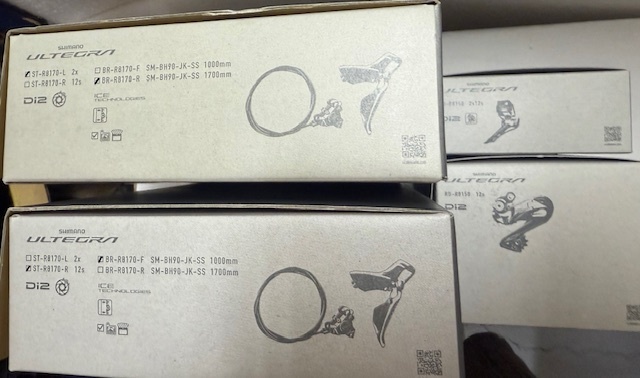 SHIMANO
ULTEGRA
ST-R8170-L 2x BR-R8170-F SM-BH90-JK-SS 1000mm
ST-R8170-R 12s BR-R8170-R SM-BH90-JK-SS 1700mm
Di2 ICE
TECHNOLOGIES
SHIMANO
ULTEGRA
ST-R8170-L 2x BR-R8170-F SM-BH90-JK-SS 1000mm
ST-R8170-R 12s BR-R8170-R SM-BH90-JK-SS 1700mm
Di2 ICE
TECHNOLOGIES
ULTEGRA
2x12s
Di2
SHIMANO
ULTEGRA
RD-R8150 12s
Di2